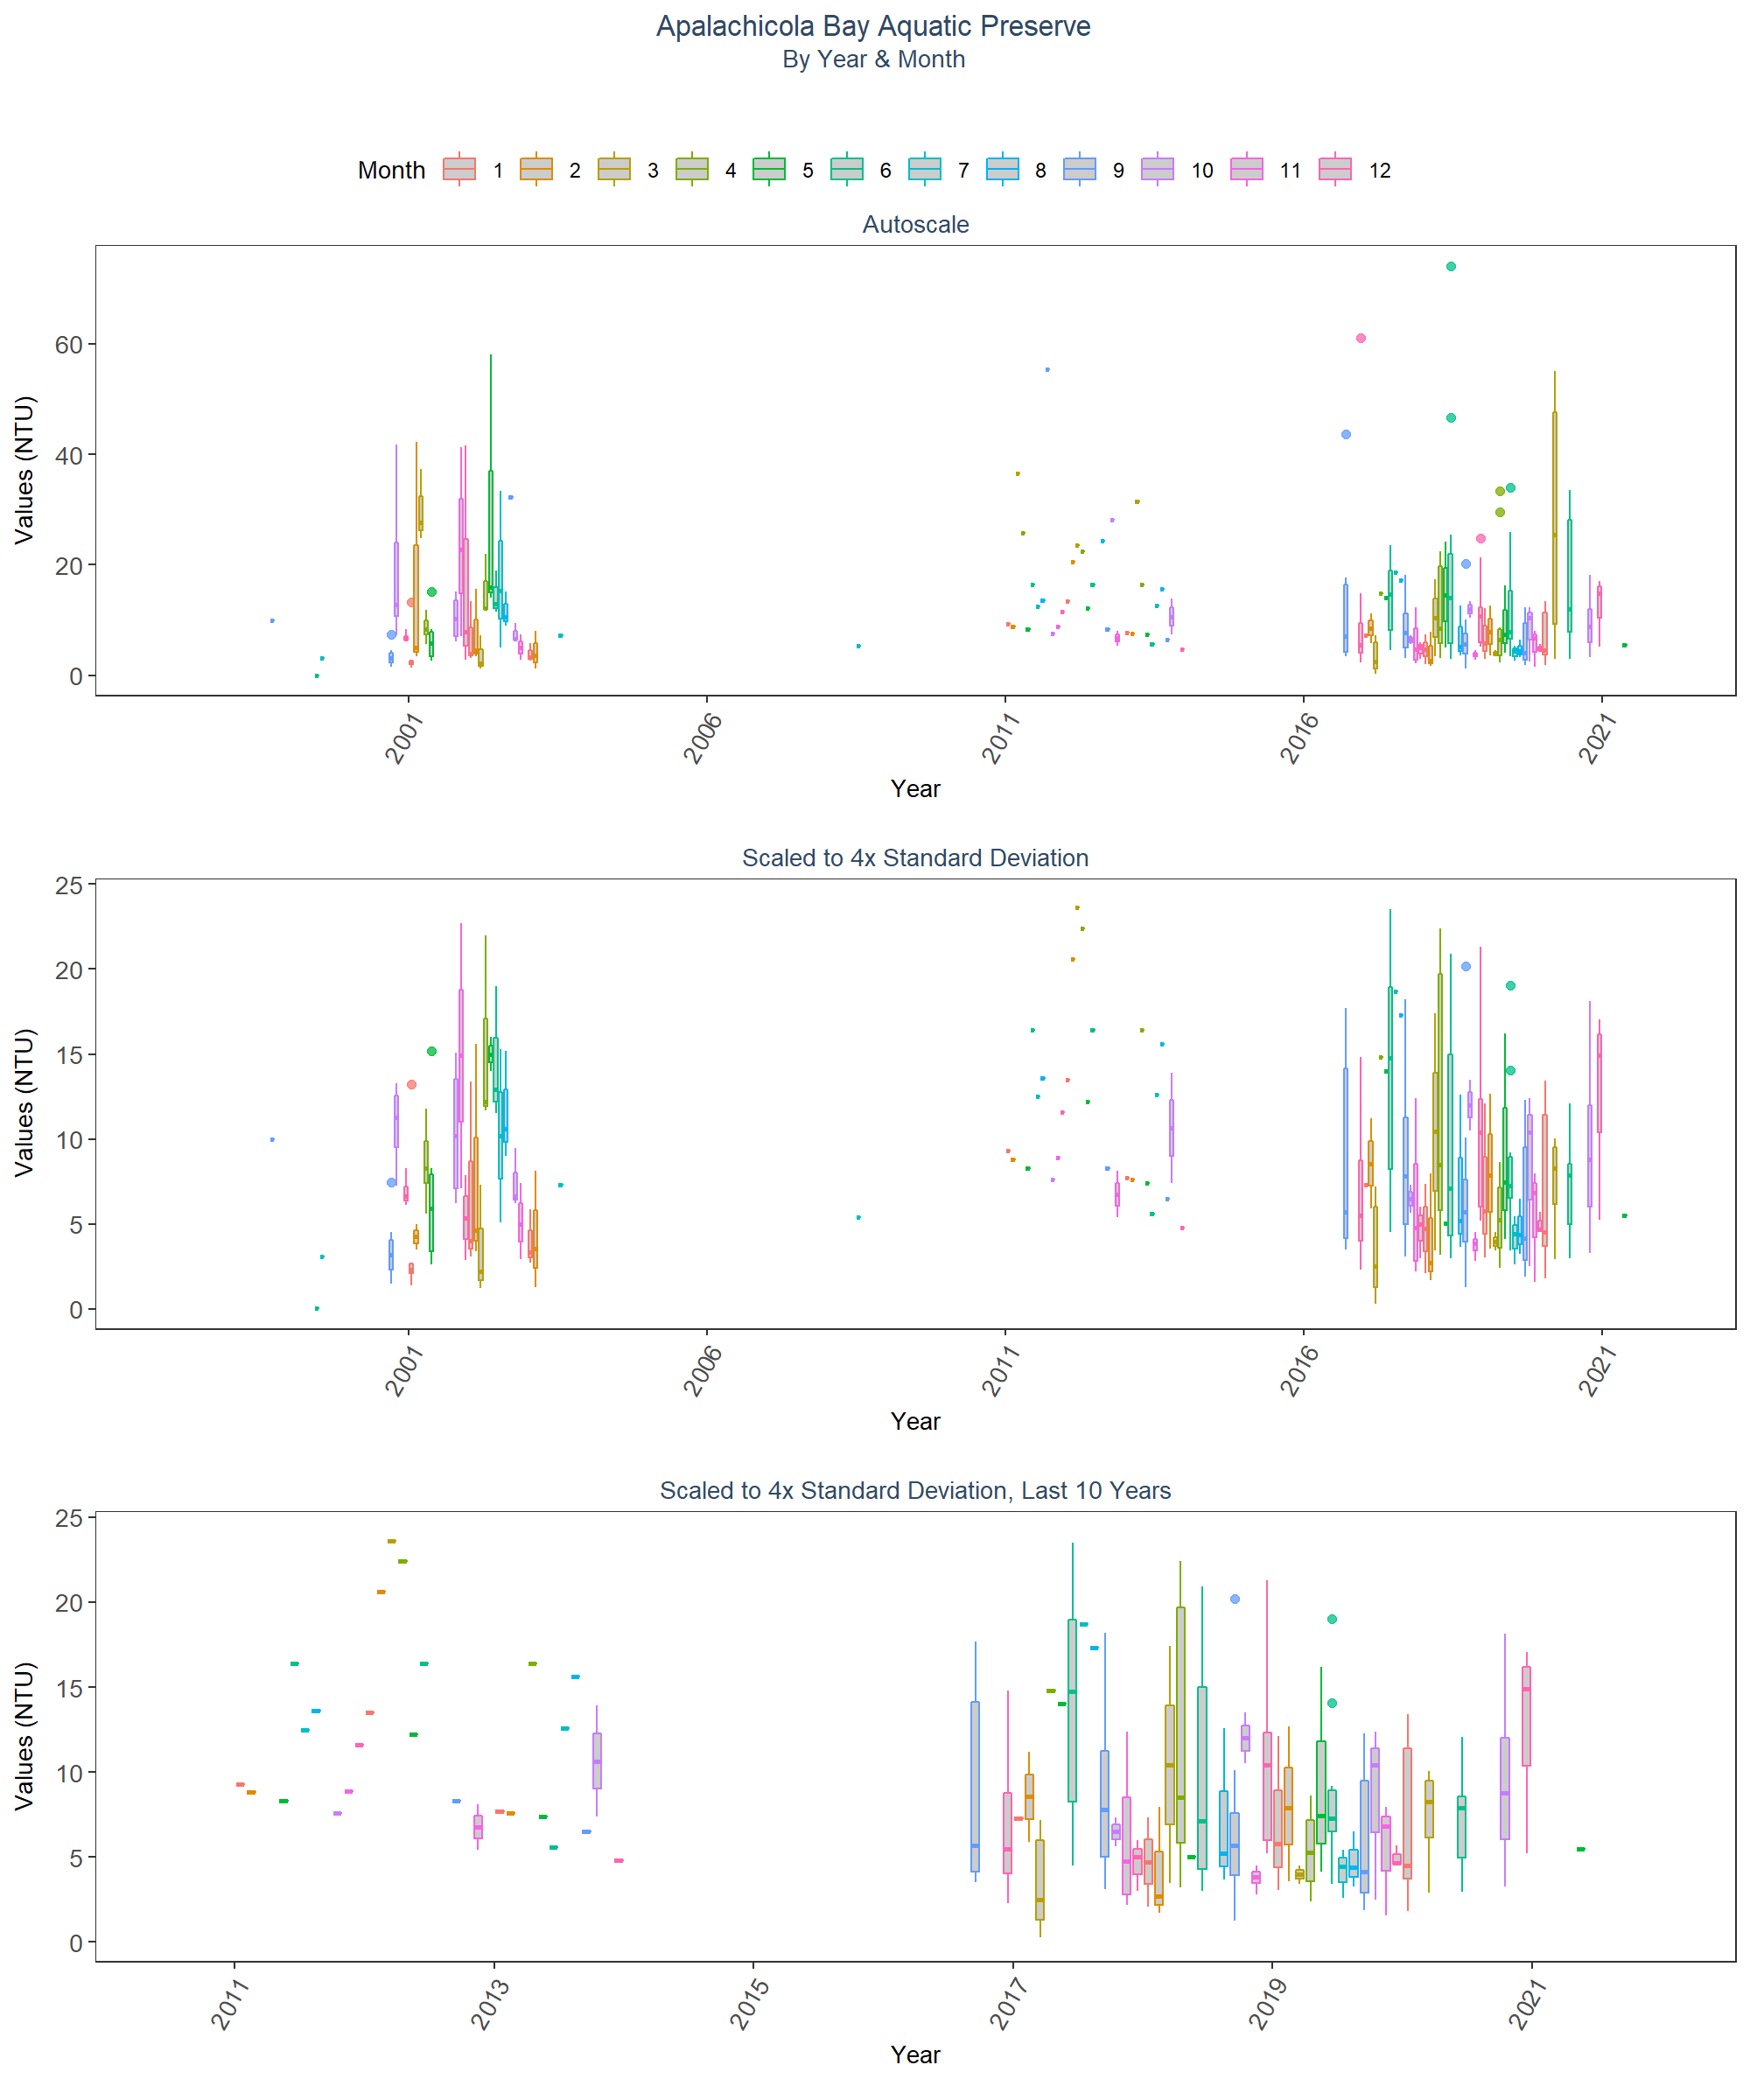 Apalachicola Bay Aquatic Preserve
By Year & Month
Month 1 2 3 4 5 6 7 8 9 10 11 12
Autoscale
Values (NTU)
60
40
20
0
2001 2006 2011 2016 2021
Year
Scaled to 4x Standard Deviation
Values (NTU)
25
20
15
10
5
0
2001 2006 2011 2016 2021
Year
Scaled to 4x Standard Deviation, Last 10 Years
Values (NTU)
25
20
15
10
5
0
2011 2013 2015 2017 2019 2021
Year